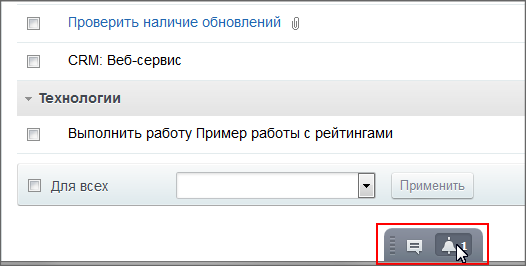 Проверить наличие обновлений
CRM: Веб-сервис
Технологии
Выполнить работу Пример работы с рейтингами
Для всех Применить
1